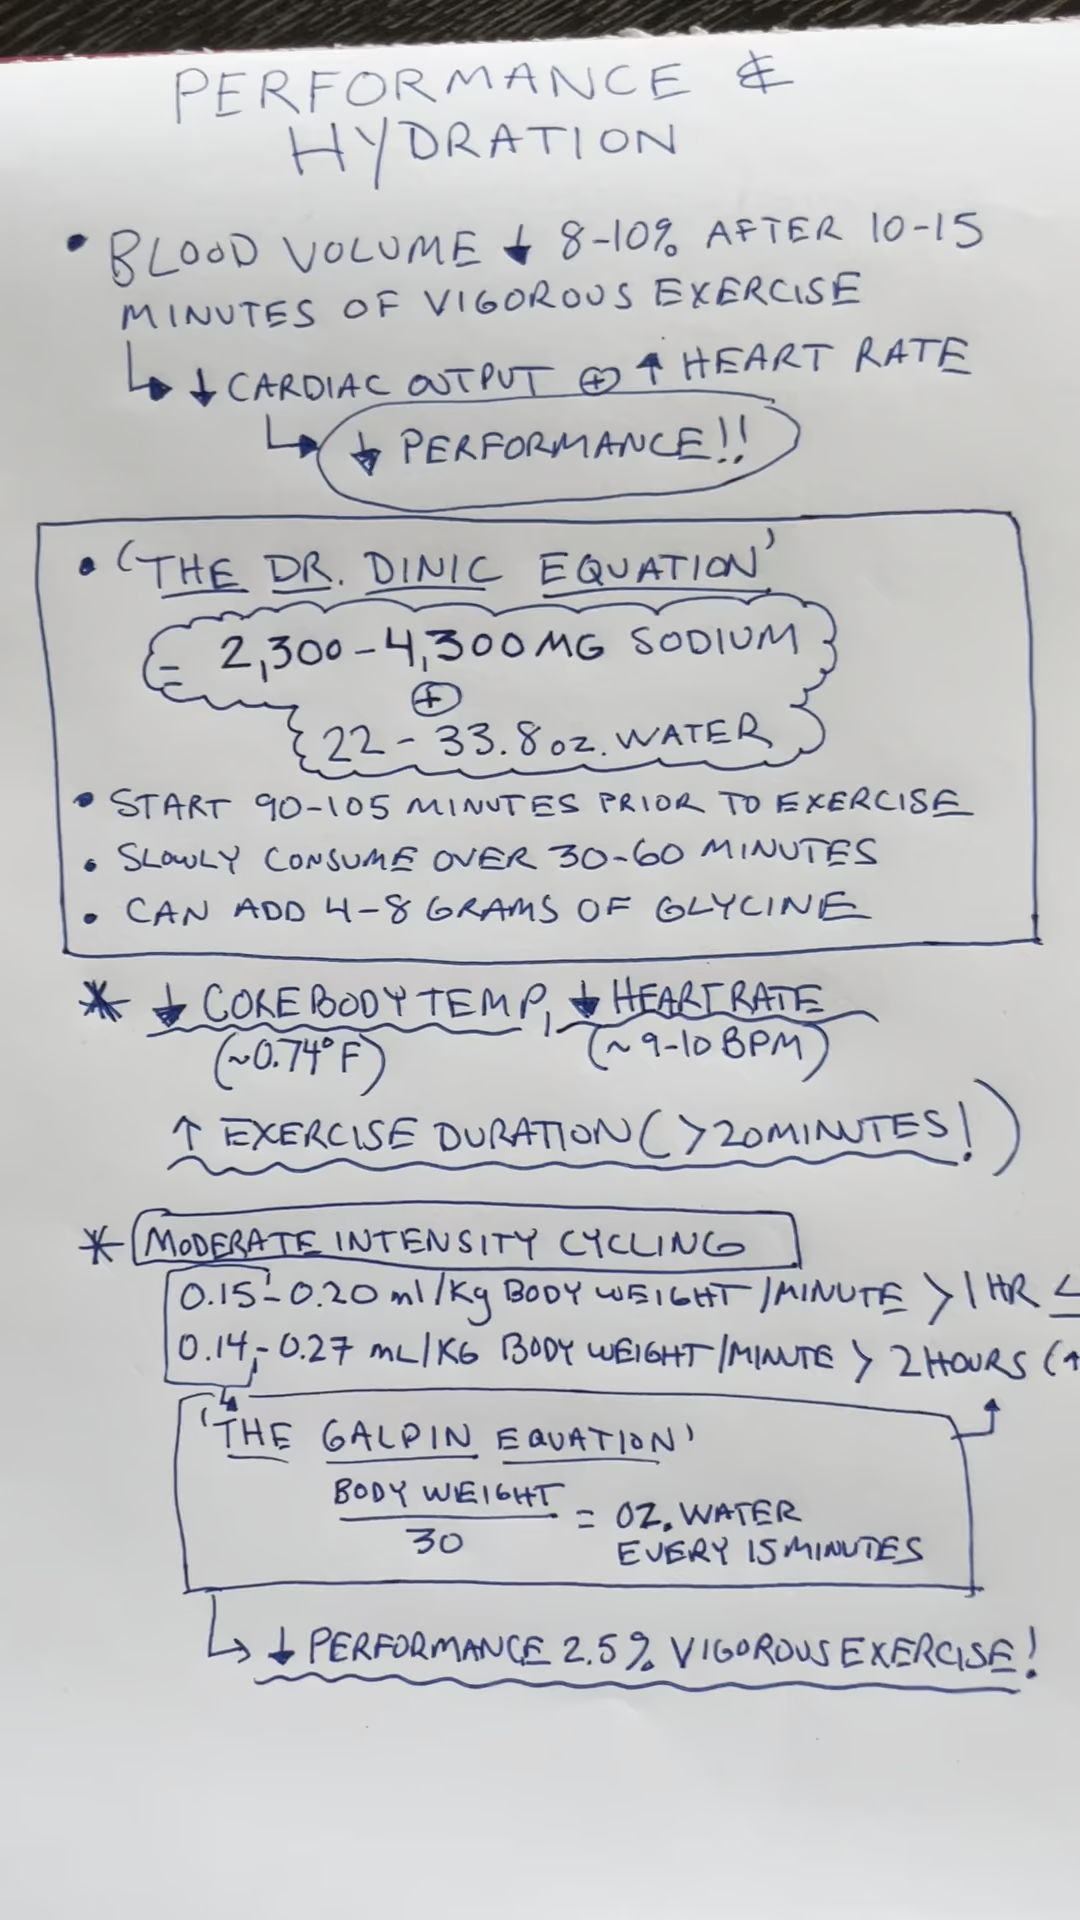 PERFORMANCE &
HYDRATION
• BLOOD VOLUME ↓ 8-10% AFTER 10-15
MINUTES OF VIGOROUS EXERCISE
↳ ↓ CARDIAC OUTPUT ⊕ ↑ HEART RATE
↳ ↓ PERFORMANCE!!
• 'THE DR. DINIC EQUATION'
= 2,300-4,300MG SODIUM
⊕
22-33.8 oz. WATER
• START 90-105 MINUTES PRIOR TO EXERCISE
• SLOWLY CONSUME OVER 30-60 MINUTES
• CAN ADD 4-8 GRAMS OF GLYCINE
* ↓ CORE BODY TEMP, ↓ HEART RATE
(~0.74°F) (~9-10 BPM)
↑ EXERCISE DURATION (>20 MINUTES!)
* MODERATE INTENSITY CYCLING
0.15-0.20 ml/Kg BODY WEIGHT/MINUTE > 1 HR <
0.14-0.27 mL/KG BODY WEIGHT/MINUTE > 2 HOURS (↑
'THE GALPIN EQUATION'
BODY WEIGHT
30
= OZ. WATER
EVERY 15 MINUTES
↳ ↓ PERFORMANCE 2.5% VIGOROUS EXERCISE!